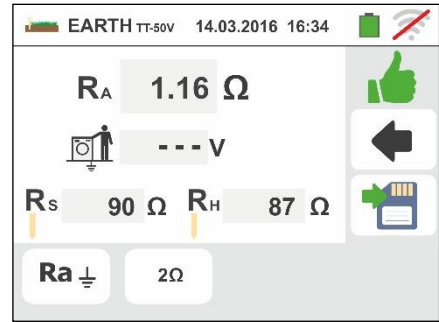 EARTH TT-50V 14.03.2016 16:34
RA 1.16 Ω
--- V
Rs 90 Ω RH 87 Ω
Ra 2Ω